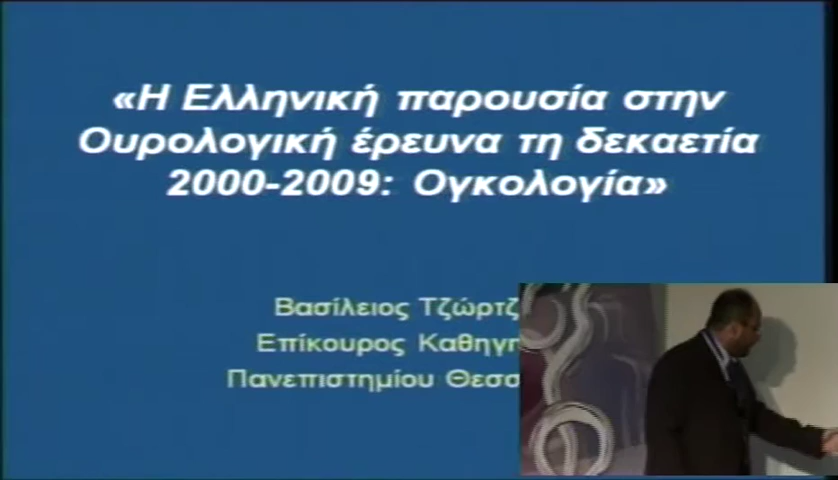 «Η Ελληνική παρουσία στην
Ουρολογική έρευνα τη δεκαετία
2000-2009: Ογκολογία»
Βασίλειος
Επίκουρος
Πανεπιστημίου